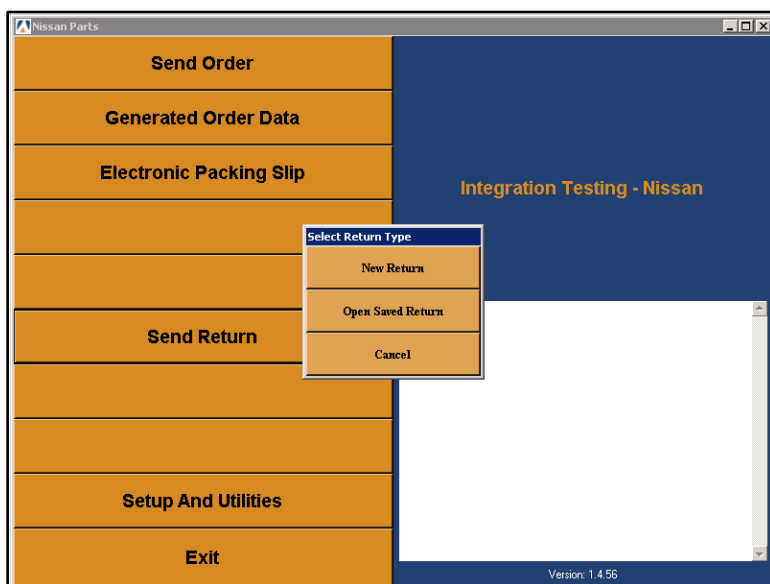 Nissan Parts
Send Order
Generated Order Data
Electronic Packing Slip
Integration Testing - Nissan
Select Return Type
New Return
Open Saved Return
Cancel
Send Return
Setup And Utilities
Exit
Version: 1.4.56